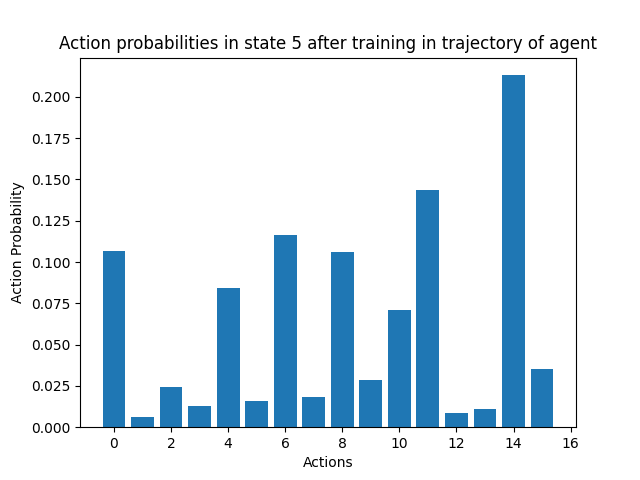 Action probabilities in state 5 after training in trajectory of agent
0.200
0.175
0.150
0.125
0.100
0.075
0.050
0.025
0.000
Action Probability
0 2 4 6 8 10 12 14 16
Actions